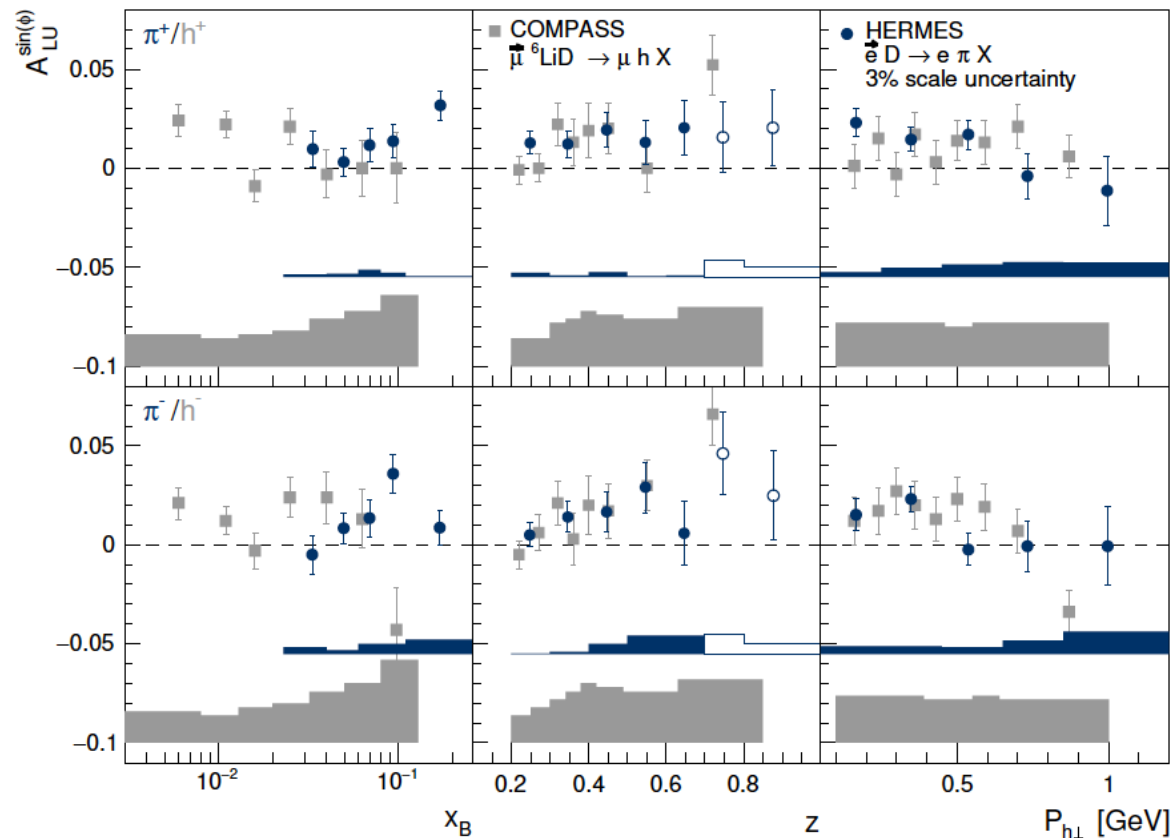 A_LU^sin(ϕ)
π⁺/h⁺
COMPASS
μ⃗ ⁶LiD → μ h X
HERMES
e⃗ D → e π X
3% scale uncertainty
0.05
0
−0.05
−0.1
π⁻/h⁻
0.05
0
−0.05
−0.1
10⁻² 10⁻¹ 0.2 0.4 0.6 0.8 0.5 1
x_B z P_h⊥ [GeV]